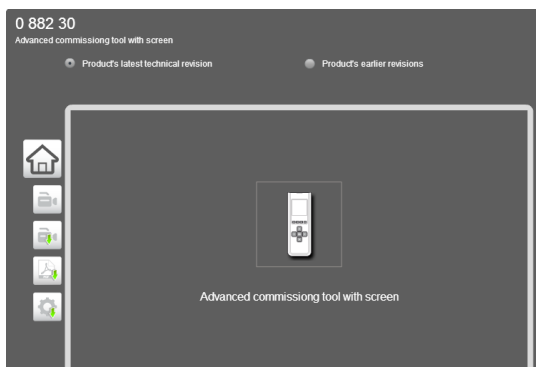 0 882 30
Advanced commissiong tool with screen
Product's latest technical revision
Product's earlier revisions
Advanced commissiong tool with screen